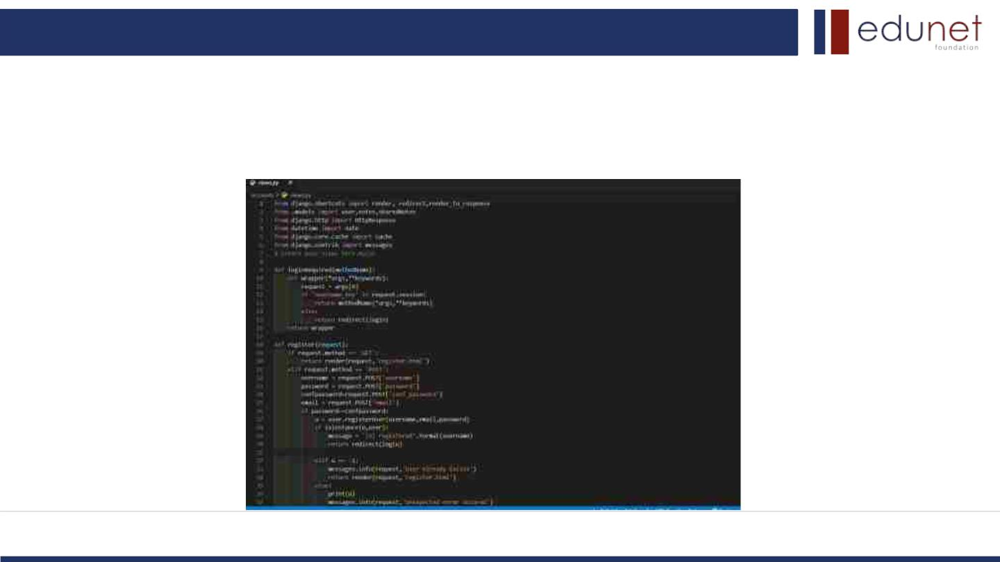 edunet
foundation
views.py
accounts > views.py
from django.shortcuts import render, redirect,render_to_response
from .models import user,notes,sharedNotes
from django.http import HttpResponse
from datetime import date
from django.core.cache import cache
from django.contrib import messages
# Create your views here.
def loginRequired(methodName):
def wrapper(*args,**keywords):
request = args[0]
if in request.session:
return methodName(*args,**keywords)
else:
return redirect(login)
return wrapper
def register(request):
if request.method == 'GET':
return render(request,'register.html')
elif request.method == 'POST':
username = request.POST['username']
password = request.POST['password']
confpassword=request.POST['conf_password']
email = request.POST['email']
if password==confpassword:
u = user.registerUser(username,email,password)
if isinstance(u,user):
message = registered".format(username)
return redirect(login)
elif u ==
messages.info(request,'User Already Exists')
return render(request,'register.html')
else:
print(u)
messages.info(request,'Unexpected error